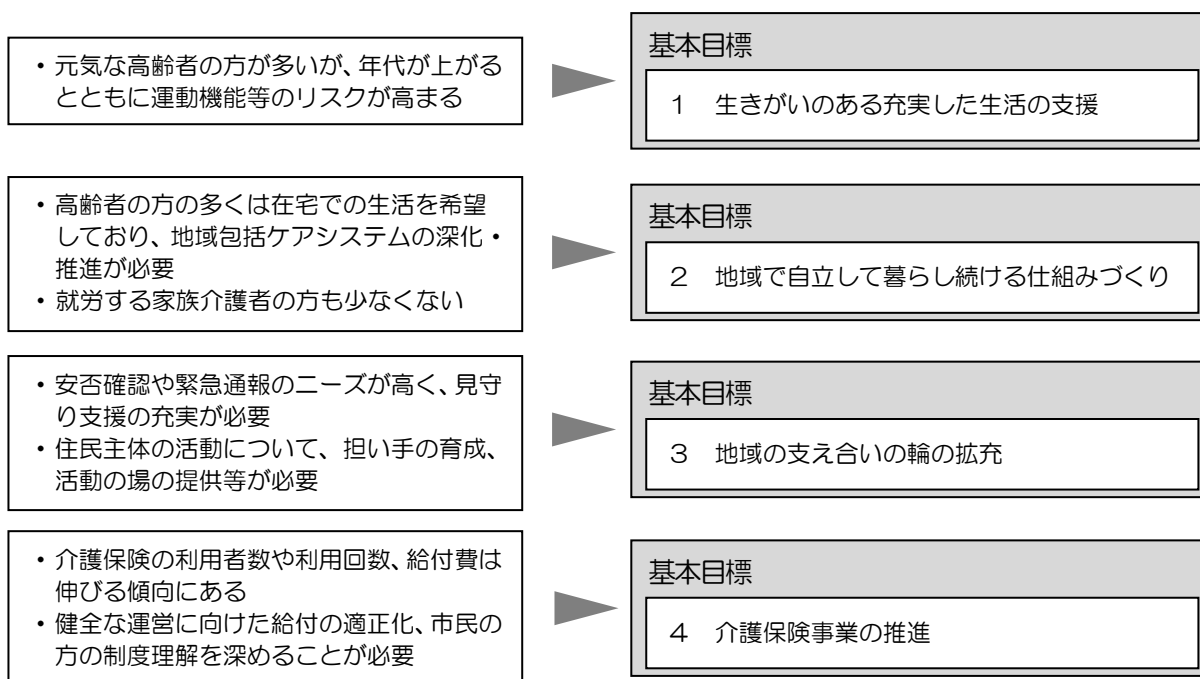 ・元気な高齢者の方が多いが、年代が上がる
とともに運動機能等のリスクが高まる
基本目標
１　生きがいのある充実した生活の支援
・高齢者の方の多くは在宅での生活を希望
しており、地域包括ケアシステムの深化・
推進が必要
・就労する家族介護者の方も少なくない
基本目標
２　地域で自立して暮らし続ける仕組みづくり
・安否確認や緊急通報のニーズが高く、見守
り支援の充実が必要
・住民主体の活動について、担い手の育成、
活動の場の提供等が必要
基本目標
３　地域の支え合いの輪の拡充
・介護保険の利用者数や利用回数、給付費は
伸びる傾向にある
・健全な運営に向けた給付の適正化、市民の
方の制度理解を深めることが必要
基本目標
４　介護保険事業の推進